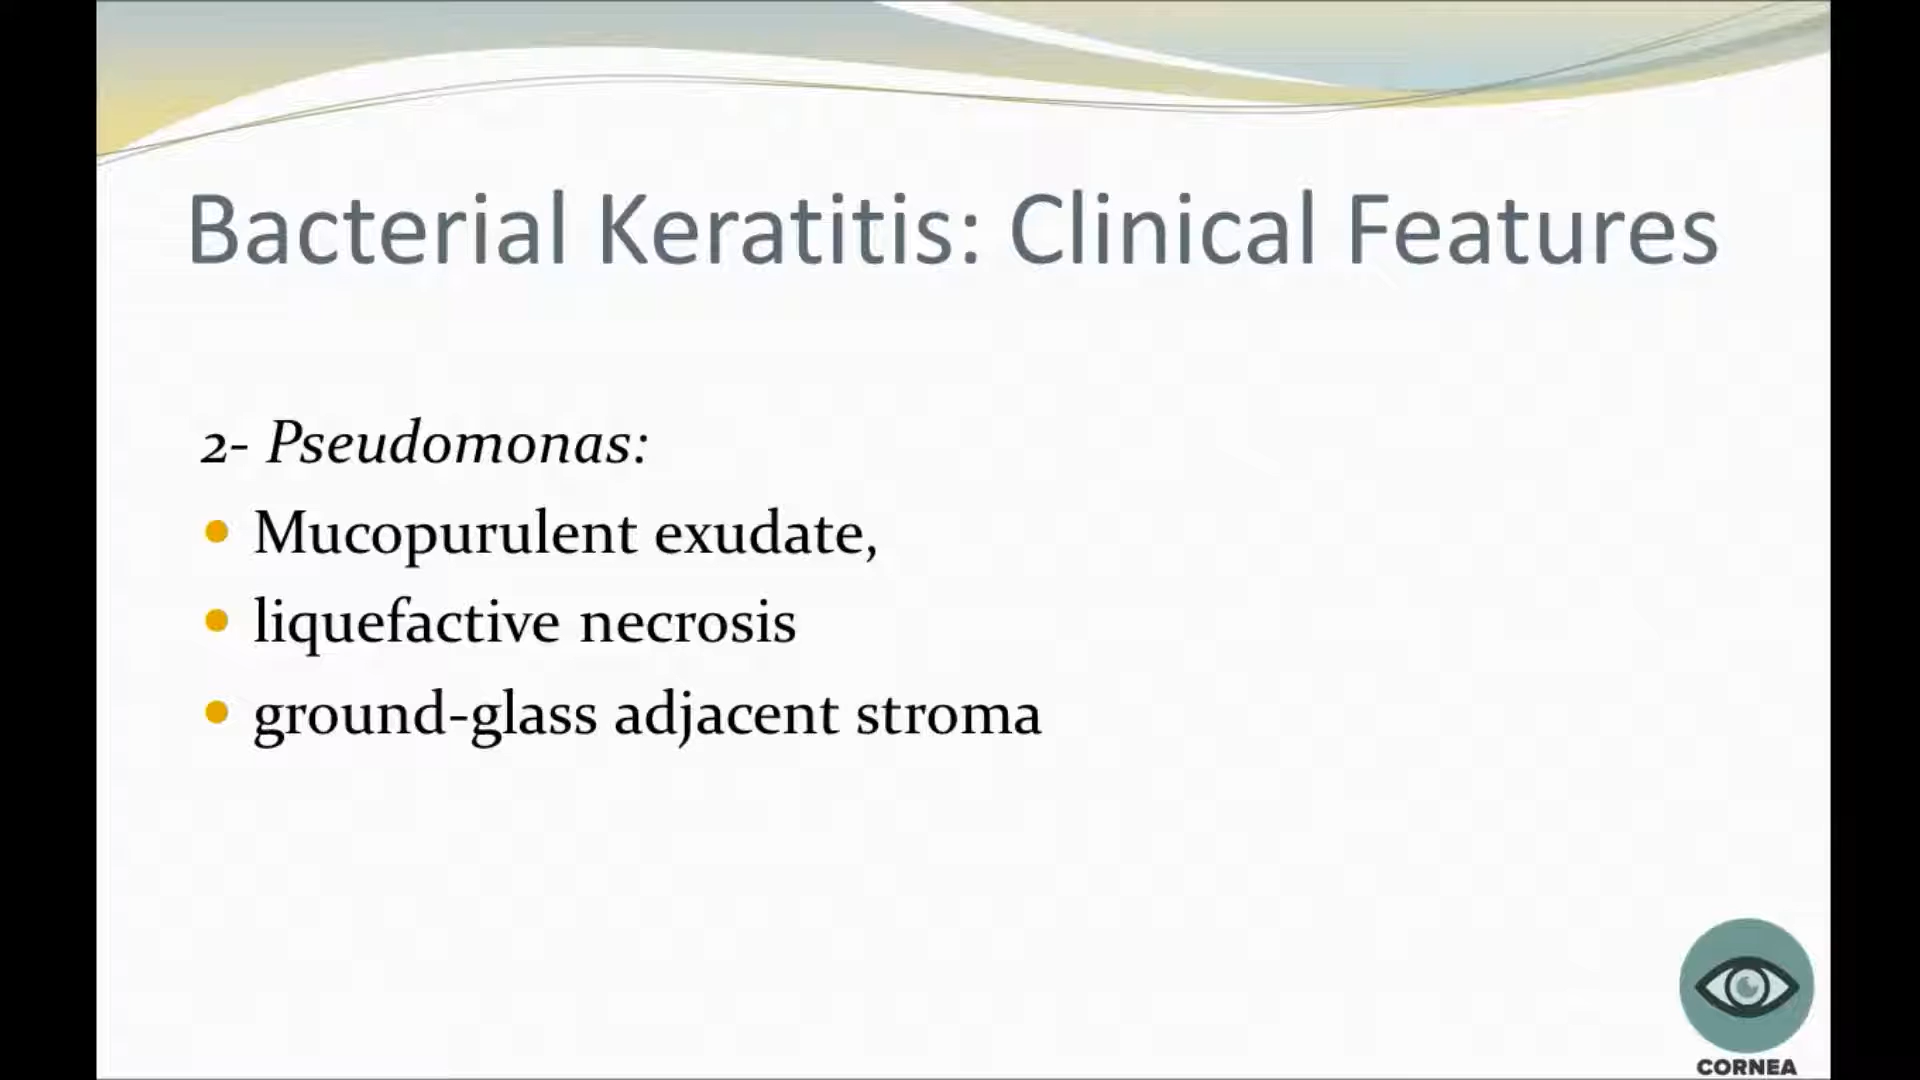 Bacterial Keratitis: Clinical Features
2- Pseudomonas:
Mucopurulent exudate,
liquefactive necrosis
ground-glass adjacent stroma
CORNEA